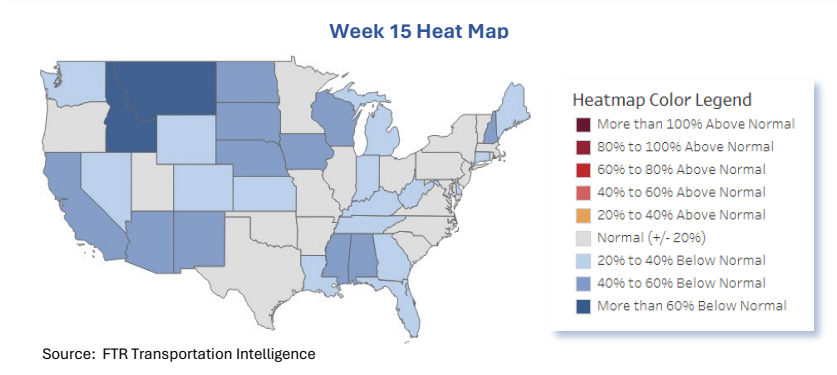 Week 15 Heat Map
Heatmap Color Legend
More than 100% Above Normal
80% to 100% Above Normal
60% to 80% Above Normal
40% to 60% Above Normal
20% to 40% Above Normal
Normal (+/- 20%)
20% to 40% Below Normal
40% to 60% Below Normal
More than 60% Below Normal
Source:  FTR Transportation Intelligence